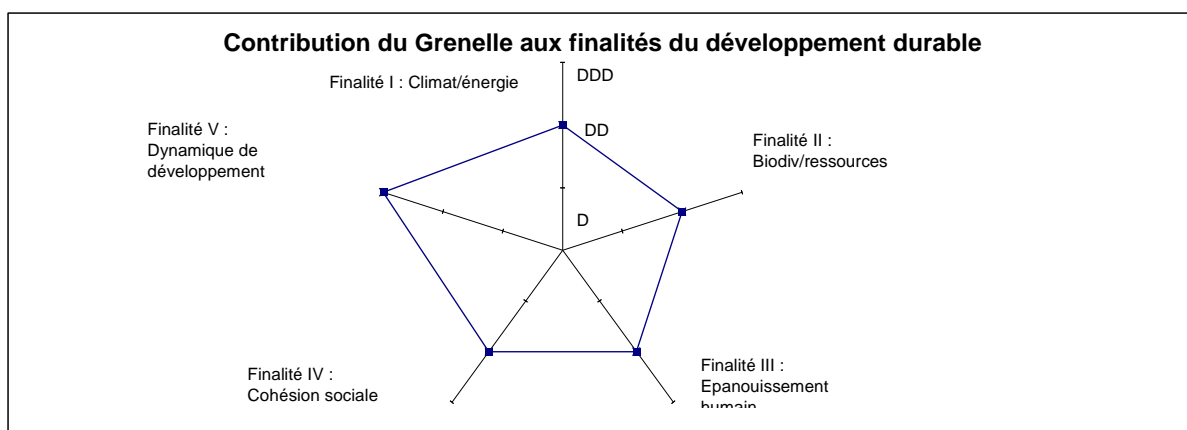 Contribution du Grenelle aux finalités du développement durable
Finalité I : Climat/énergie
DDD
DD
D
Finalité II :
Biodiv/ressources
Finalité III :
Epanouissement
humain
Finalité IV :
Cohésion sociale
Finalité V :
Dynamique de
développement